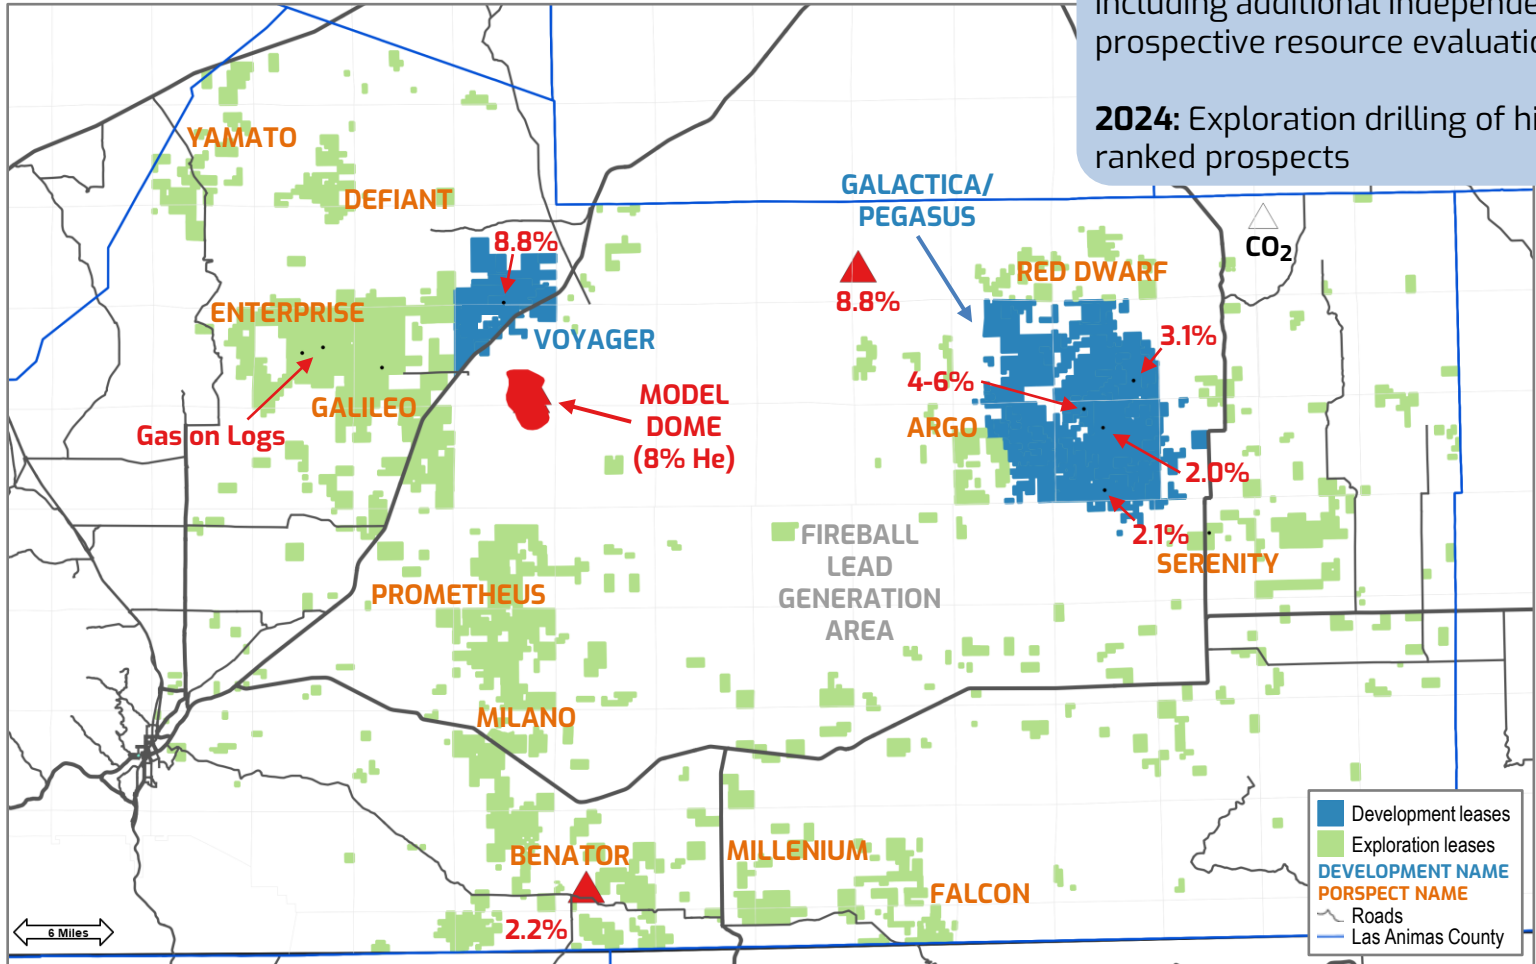 including additional independe
prospective resource evaluatio
2024: Exploration drilling of hi
ranked prospects
YAMATO
DEFIANT
GALACTICA/
PEGASUS
8.8%
CO2
RED DWARF
8.8%
ENTERPRISE
VOYAGER
3.1%
4-6%
MODEL
DOME
(8% He)
GALILEO
ARGO
Gas on Logs
2.0%
2.1%
FIREBALL
LEAD
GENERATION
AREA
SERENITY
PROMETHEUS
MILANO
BENATOR
MILLENIUM
FALCON
2.2%
6 Miles
Development leases
Exploration leases
DEVELOPMENT NAME
PORSPECT NAME
Roads
Las Animas County